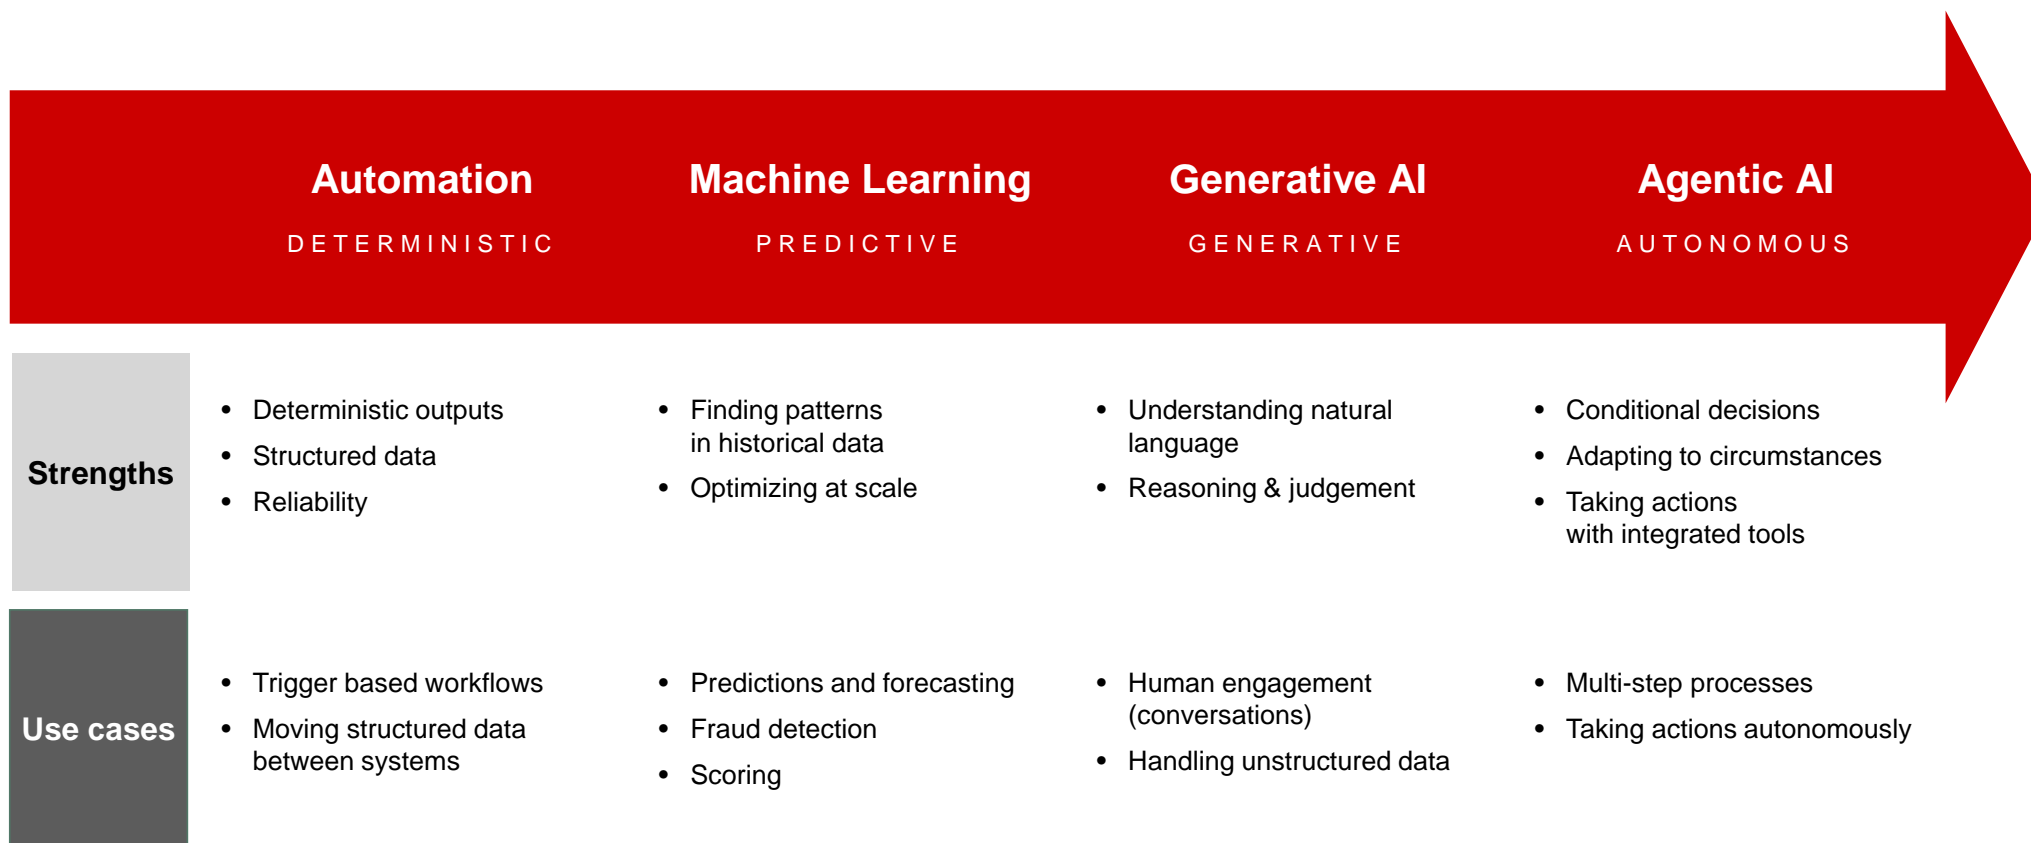 Automation
DETERMINISTIC
Machine Learning
PREDICTIVE
Generative AI
GENERATIVE
Agentic AI
AUTONOMOUS
Strengths
• Deterministic outputs
• Structured data
• Reliability
• Finding patterns
in historical data
• Optimizing at scale
• Understanding natural
language
• Reasoning & judgement
• Conditional decisions
• Adapting to circumstances
• Taking actions
with integrated tools
Use cases
• Trigger based workflows
• Moving structured data
between systems
• Predictions and forecasting
• Fraud detection
• Scoring
• Human engagement
(conversations)
• Handling unstructured data
• Multi-step processes
• Taking actions autonomously